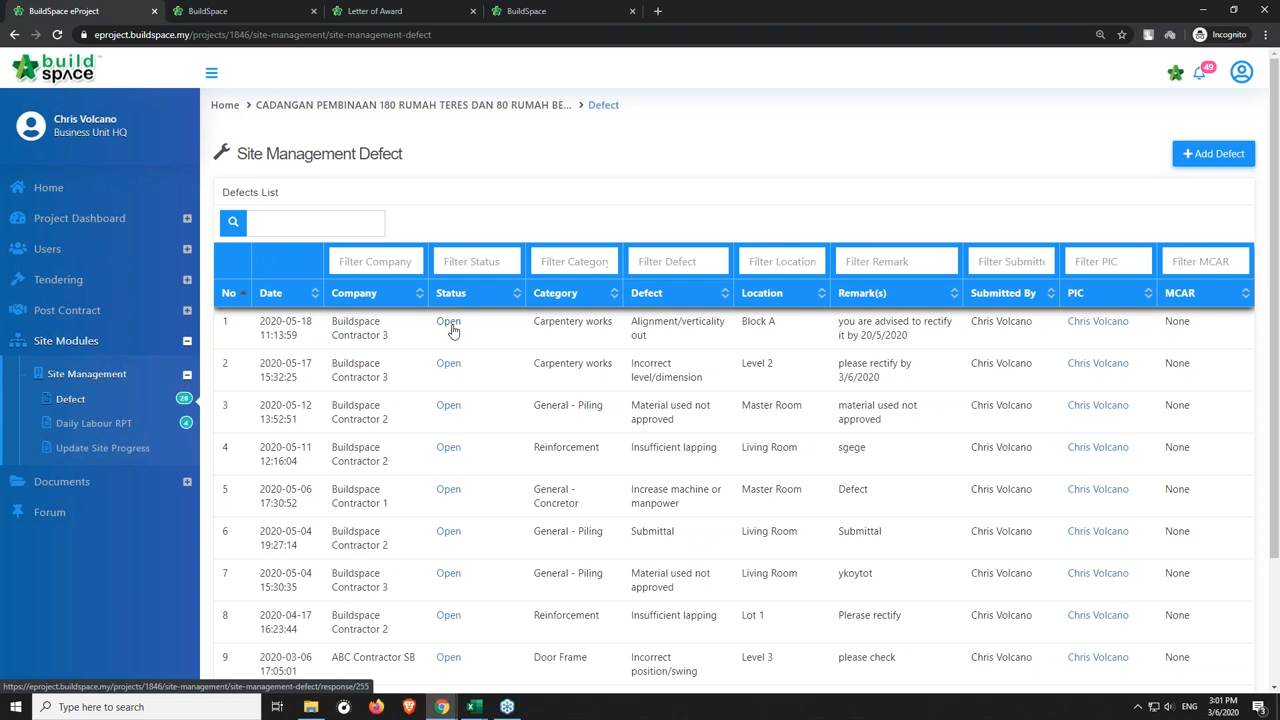 BuildSpace eProject
BuildSpace
Letter of Award
BuildSpace
eproject.buildspace.my/projects/1846/site-management/site-management-defect
Incognito
build space
49
Home > CADANGAN PEMBINAAN 180 RUMAH TERES DAN 80 RUMAH BE... > Defect
Chris Volcano
Business Unit HQ
Home
Project Dashboard
Users
Tendering
Post Contract
Site Modules
Site Management
Defect 28
Daily Labour RPT 4
Update Site Progress
Documents
Forum
Site Management Defect
+ Add Defect
Defects List
Filter Company Filter Status Filter Category Filter Defect Filter Location Filter Remark Filter Submitt Filter PIC Filter MCAR
No Date Company Status Category Defect Location Remark(s) Submitted By PIC MCAR
1 2020-05-18 Buildspace Open Carpentery works Alignment/verticality Block A you are advised to rectify Chris Volcano Chris Volcano None
11:13:59 Contractor 3 out it by 20/5/2020
2 2020-05-17 Buildspace Open Carpentery works Incorrect Level 2 please rectify by Chris Volcano Chris Volcano None
15:32:25 Contractor 3 level/dimension 3/6/2020
3 2020-05-12 Buildspace Open General - Piling Material used not Master Room material used not Chris Volcano Chris Volcano None
13:52:51 Contractor 2 approved approved
4 2020-05-11 Buildspace Open Reinforcement Insufficient lapping Living Room sgege Chris Volcano Chris Volcano None
12:16:04 Contractor 2
5 2020-05-06 Buildspace Open General - Increase machine or Master Room Defect Chris Volcano Chris Volcano None
17:30:52 Contractor 1 Concretor manpower
6 2020-05-04 Buildspace Open General - Piling Submittal Living Room Submittal Chris Volcano Chris Volcano None
19:27:14 Contractor 2
7 2020-05-04 Buildspace Open General - Piling Material used not Living Room ykoytot Chris Volcano Chris Volcano None
15:30:35 Contractor 3 approved
8 2020-04-17 Buildspace Open Reinforcement Insufficient lapping Lot 1 Plerase rectify Chris Volcano Chris Volcano None
16:23:44 Contractor 2
9 2020-03-06 ABC Contractor SB Open Door Frame Incorrect Level 3 please check Chris Volcano Chris Volcano None
17:05:01 position/swing
https://eproject.buildspace.my/projects/1846/site-management/site-management-defect/response/255
Type here to search
ENG
3:01 PM
3/6/2020